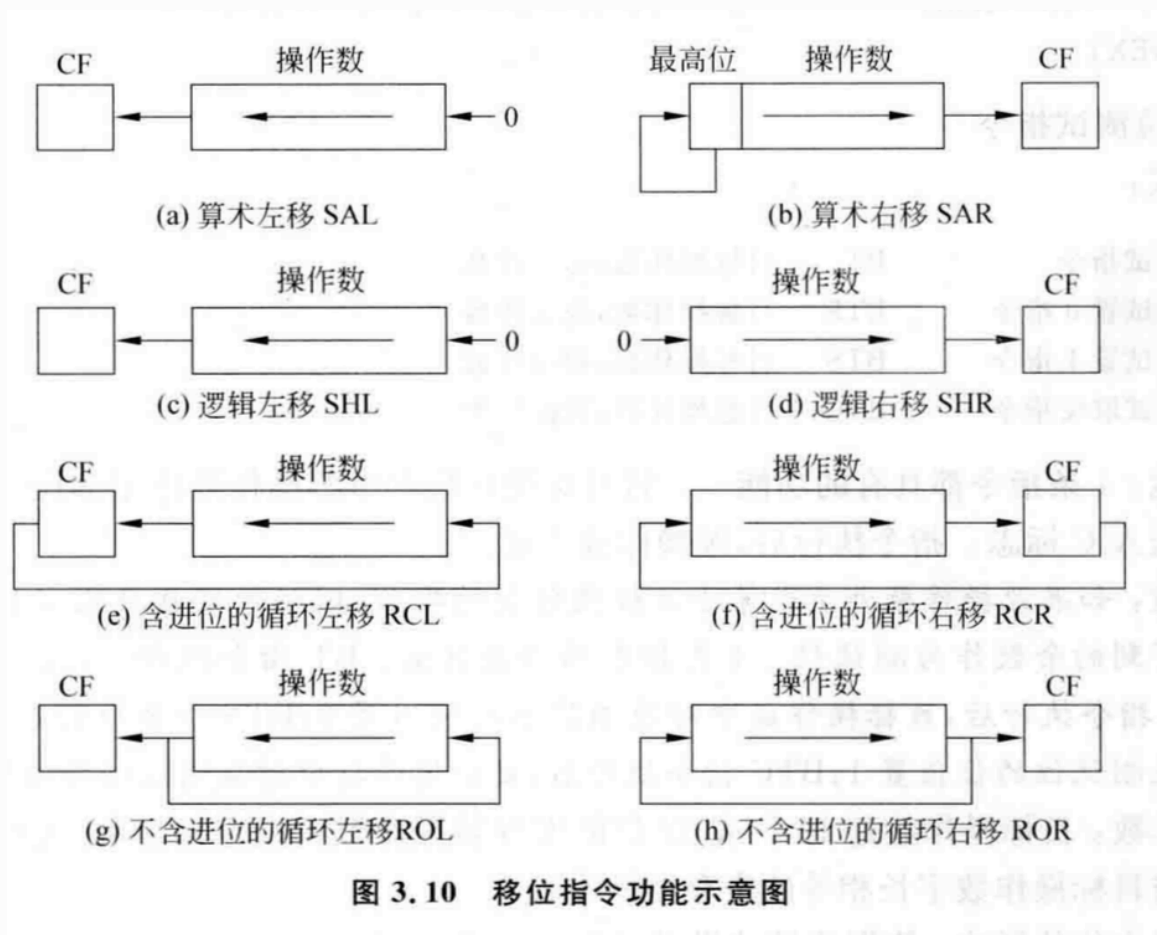 CF 操作数 最高位 操作数 CF
0
(a) 算术左移 SAL (b) 算术右移 SAR
CF 操作数 操作数 CF
0 0
(c) 逻辑左移 SHL (d) 逻辑右移 SHR
CF 操作数 操作数 CF
(e) 含进位的循环左移 RCL (f) 含进位的循环右移 RCR
CF 操作数 操作数 CF
(g) 不含进位的循环左移ROL (h) 不含进位的循环右移 ROR
图 3.10 移位指令功能示意图